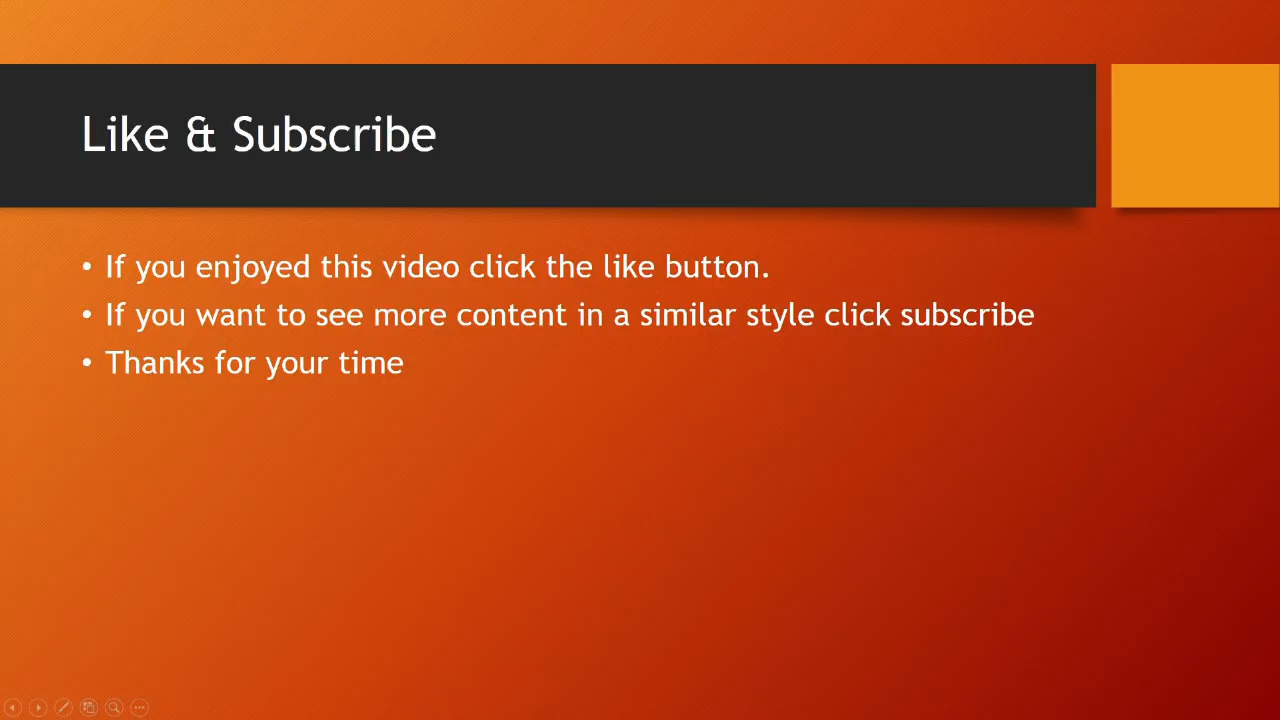 Like & Subscribe
• If you enjoyed this video click the like button.
• If you want to see more content in a similar style click subscribe
• Thanks for your time